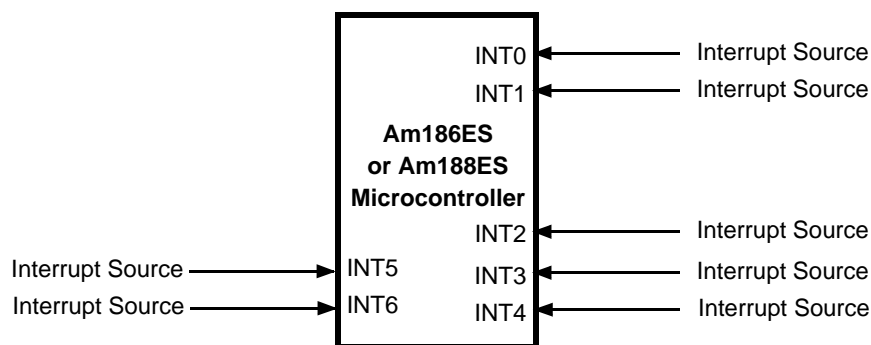 INT0 Interrupt Source
INT1 Interrupt Source
Am186ES
or Am188ES
Microcontroller
INT2 Interrupt Source
Interrupt Source INT5 INT3 Interrupt Source
Interrupt Source INT6 INT4 Interrupt Source